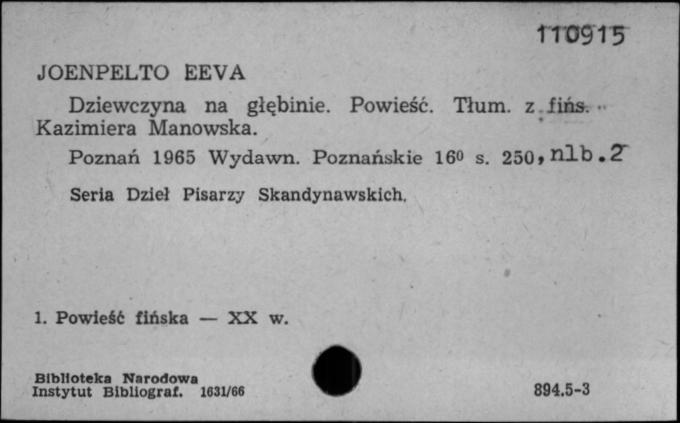 110915
JOENPELTO EEVA
Dziewczyna na głębinie. Powieść. Tłum. z fińs.
Kazimiera Manowska.
Poznań 1965 Wydawn. Poznańskie 16⁰ s. 250, nlb. 2
Seria Dzieł Pisarzy Skandynawskich.
1. Powieść fińska — XX w.
Biblioteka Narodowa
Instytut Bibliograf. 1631/66
894.5-3